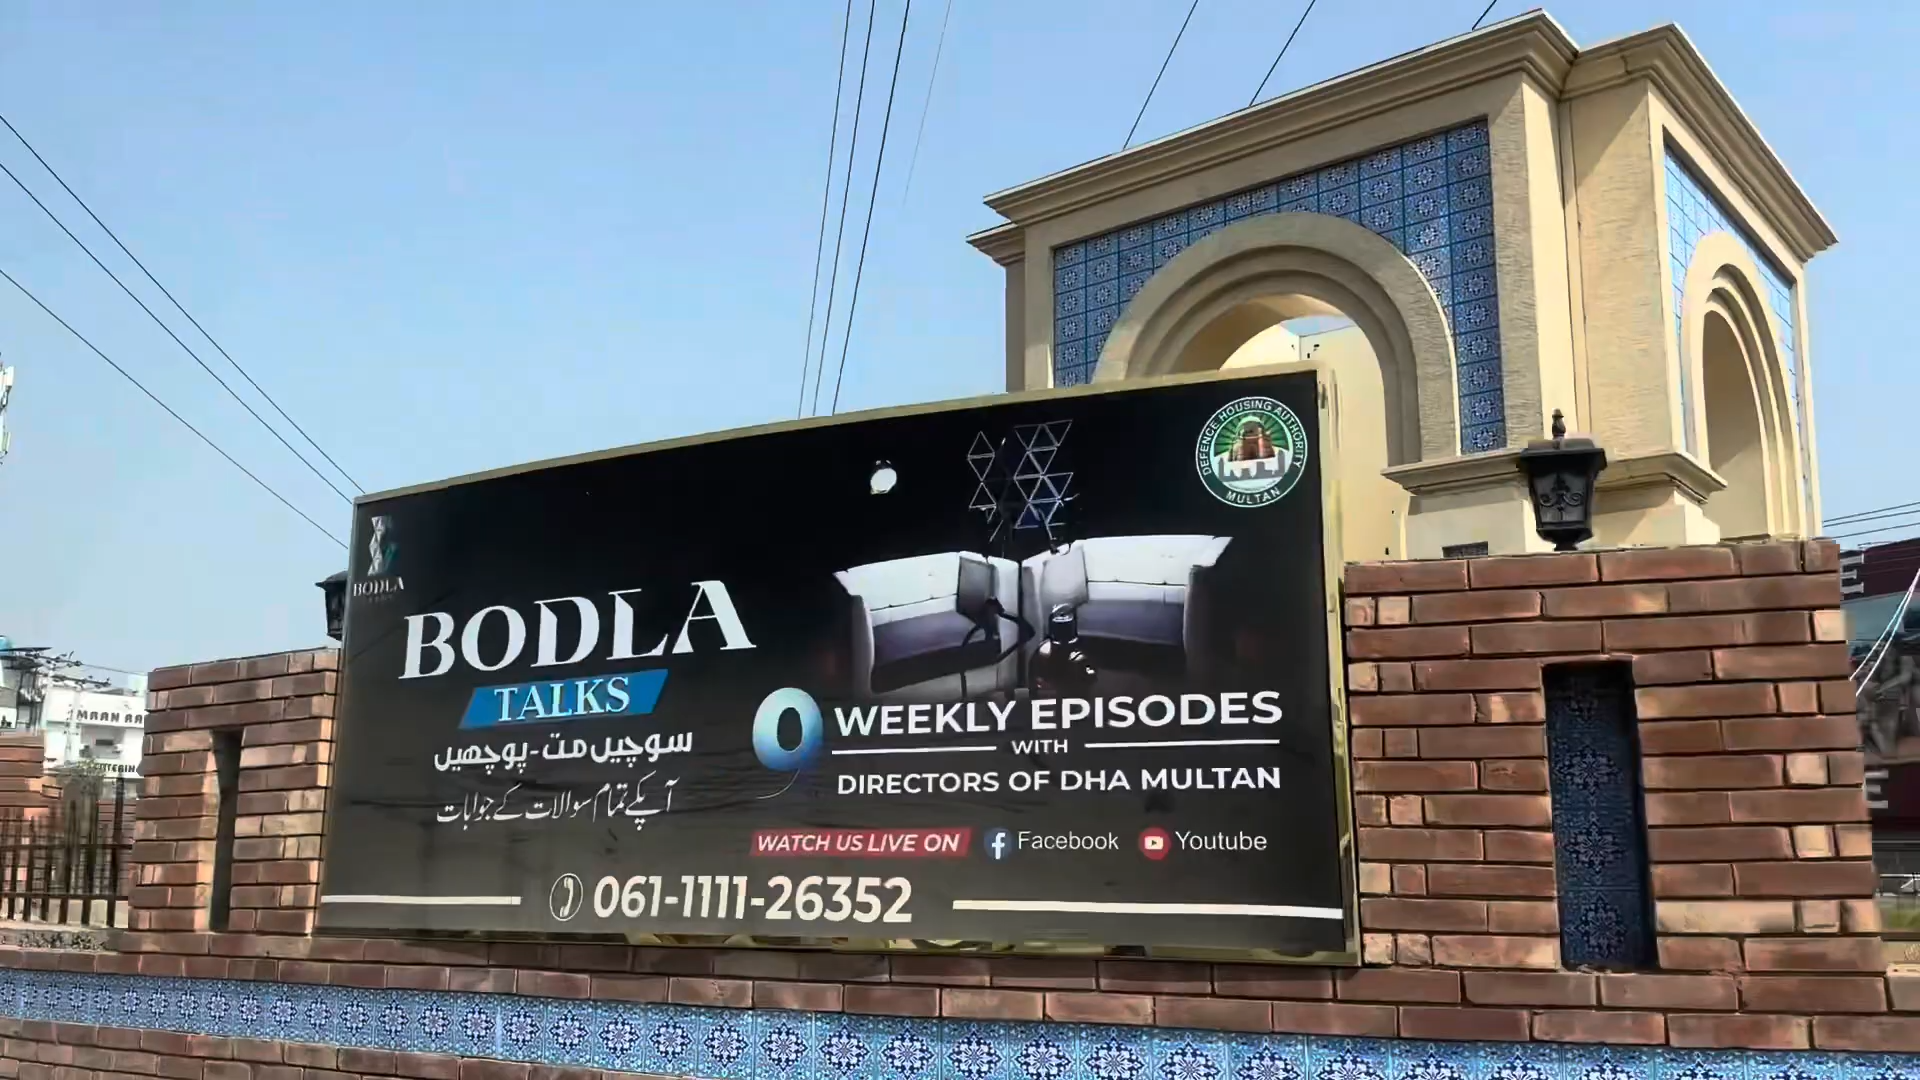 DEFENCE HOUSING AUTHORITY
MULTAN
BODLA
BODLA
TALKS
سوچیں مت - پوچھیں
آپکے تمام سوالات کے جوابات
9 WEEKLY EPISODES
WITH
DIRECTORS OF DHA MULTAN
WATCH US LIVE ON Facebook Youtube
061-1111-26352